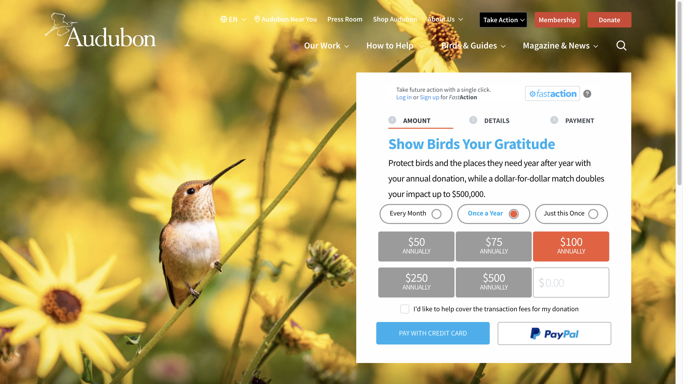 EN
Audubon Near You
Press Room
Shop Audubon
About Us
Take Action
Membership
Donate
Audubon
Our Work
How to Help
Birds & Guides
Magazine & News
Take future action with a single click.
Log in or Sign up for FastAction
fastaction
?
AMOUNT
DETAILS
PAYMENT
Show Birds Your Gratitude
Protect birds and the places they need year after year with
your annual donation, while a dollar-for-dollar match doubles
your impact up to $500,000.
Every Month
Once a Year
Just this Once
$50
ANNUALLY
$75
ANNUALLY
$100
ANNUALLY
$250
ANNUALLY
$500
ANNUALLY
$0.00
I'd like to help cover the transaction fees for my donation
PAY WITH CREDIT CARD
PayPal